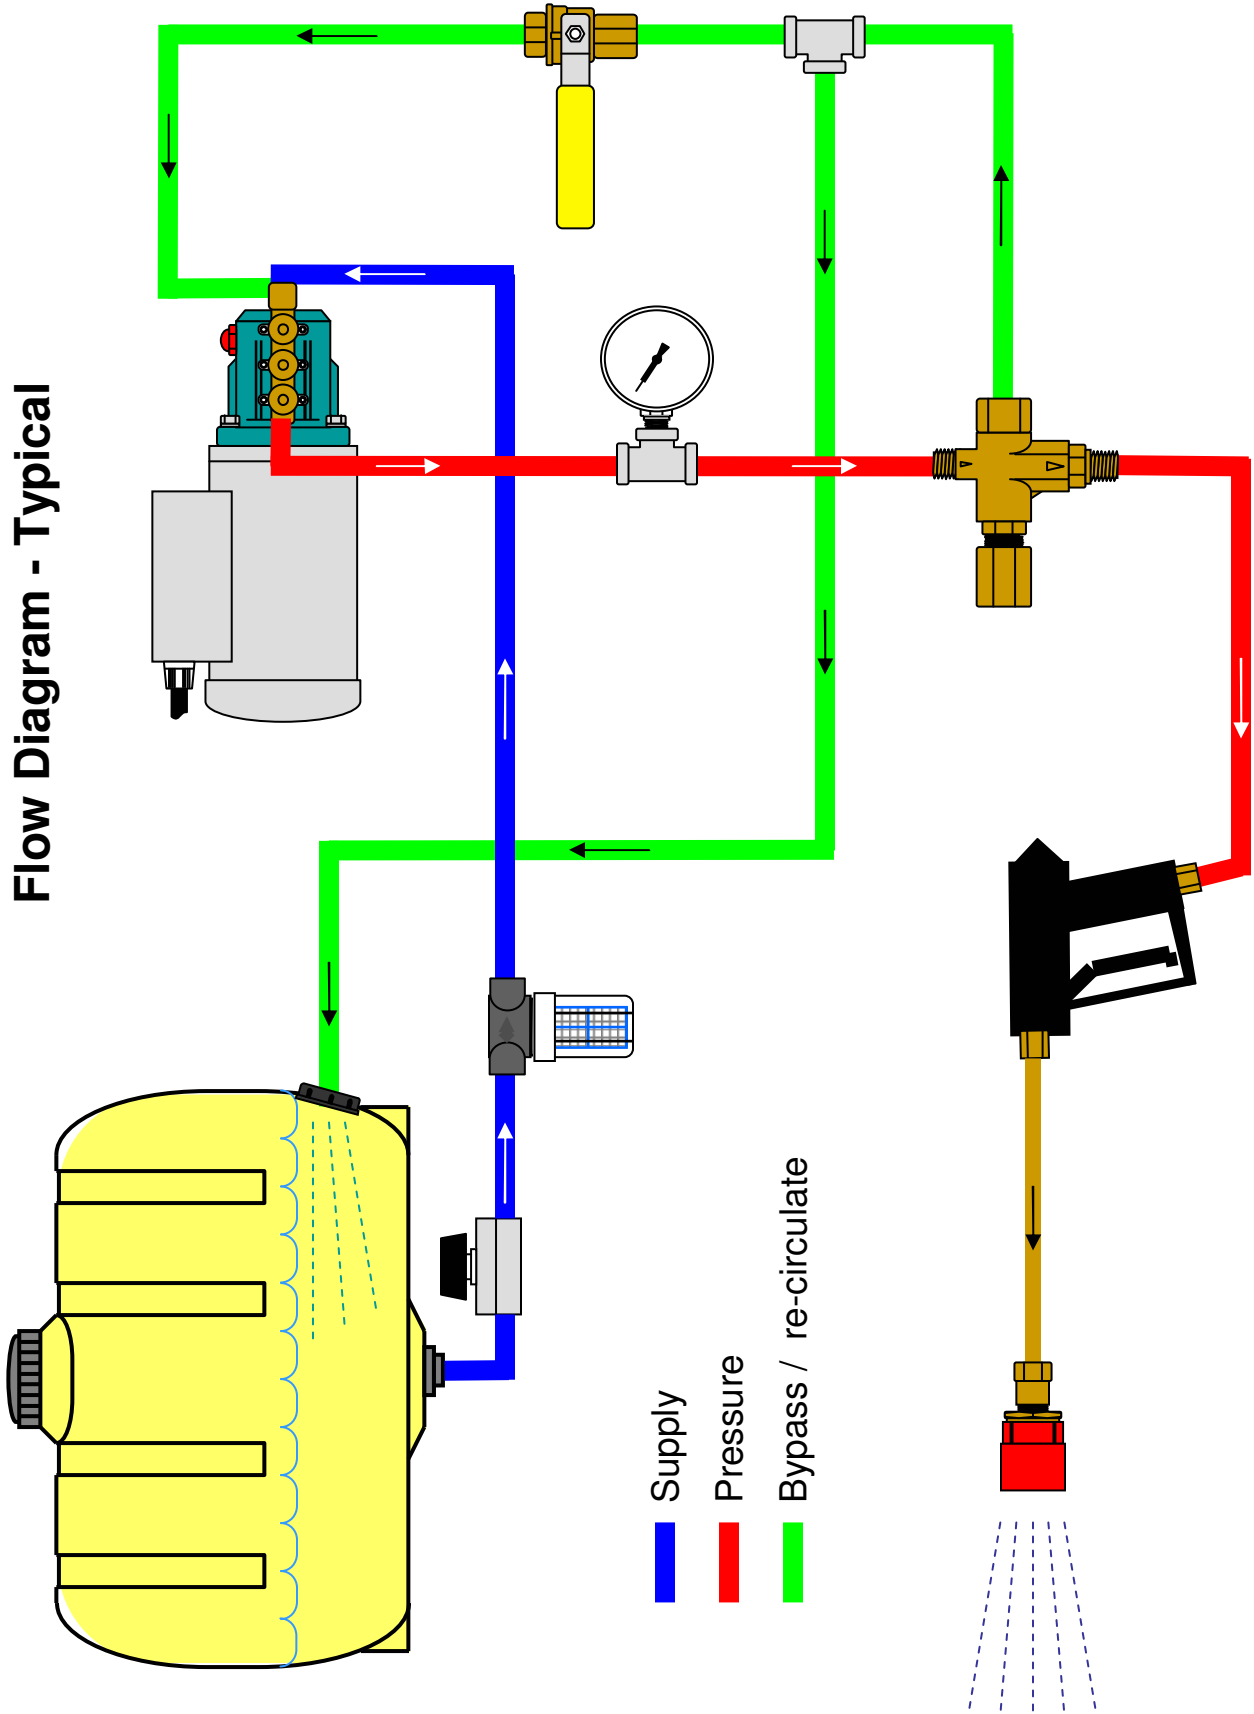 Flow Diagram - Typical
Supply
Pressure
Bypass / re-circulate